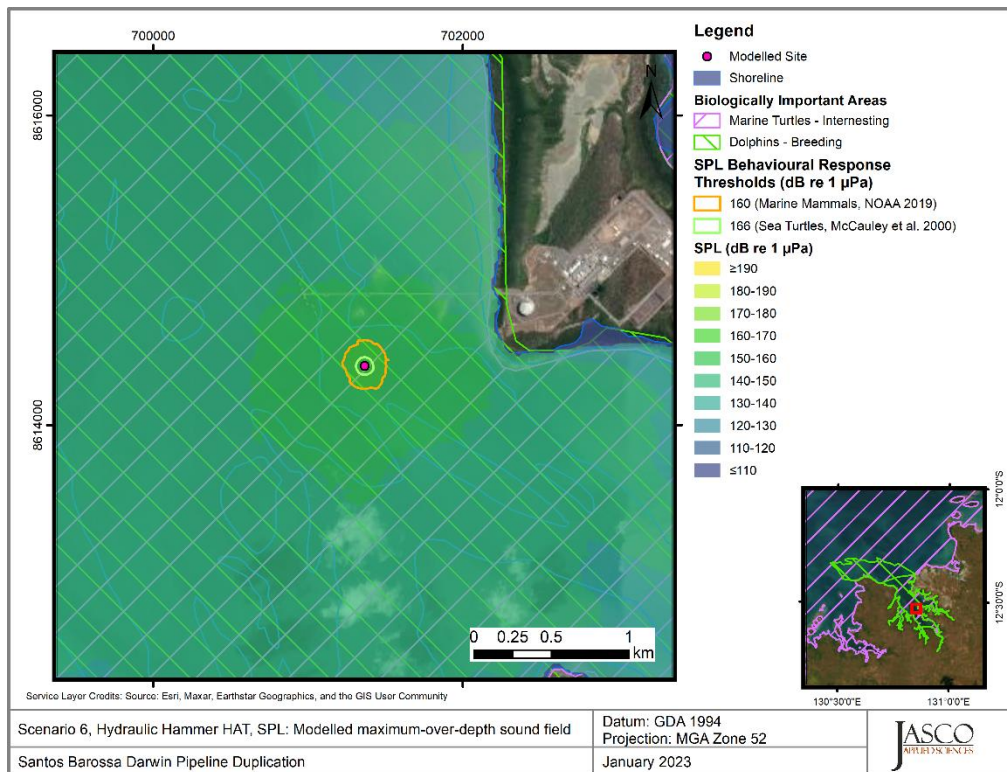 700000
702000
8616000
8614000
N
0 0.25 0.5 1
km
Legend
Modelled Site
Shoreline
Biologically Important Areas
Marine Turtles - Internesting
Dolphins - Breeding
SPL Behavioural Response
Thresholds (dB re 1 µPa)
160 (Marine Mammals, NOAA 2019)
166 (Sea Turtles, McCauley et al. 2000)
SPL (dB re 1 µPa)
≥190
180-190
170-180
160-170
150-160
140-150
130-140
120-130
110-120
≤110
12°0'0"S
12°30'0"S
130°30'0"E
131°0'0"E
Service Layer Credits: Source: Esri, Maxar, Earthstar Geographics, and the GIS User Community
Scenario 6, Hydraulic Hammer HAT, SPL: Modelled maximum-over-depth sound field
Datum: GDA 1994
Projection: MGA Zone 52
Santos Barossa Darwin Pipeline Duplication
January 2023
JASCO
APPLIED SCIENCES